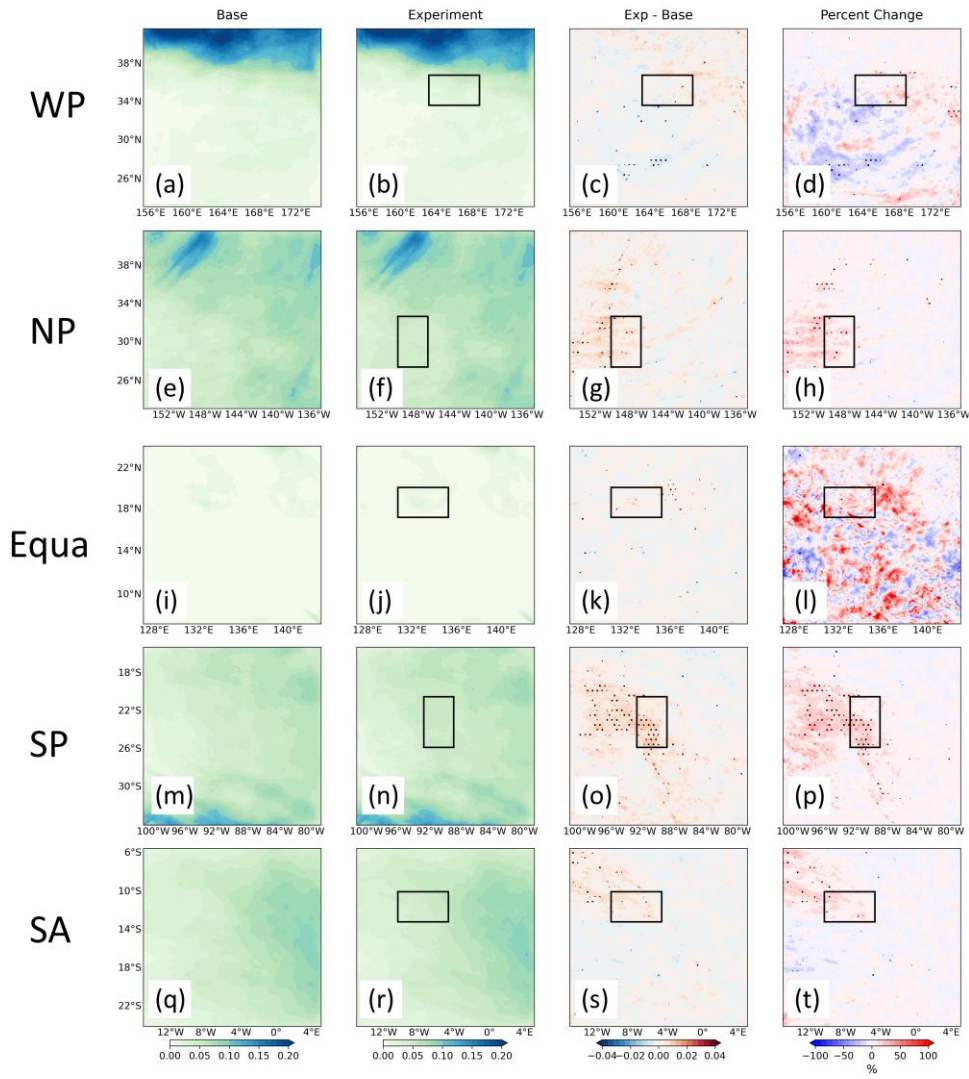 Base Experiment Exp - Base Percent Change
WP
38°N
34°N
30°N
26°N
(a) (b) (c) (d)
156°E 160°E 164°E 168°E 172°E 156°E 160°E 164°E 168°E 172°E 156°E 160°E 164°E 168°E 172°E 156°E 160°E 164°E 168°E 172°E
NP
38°N
34°N
30°N
26°N
(e) (f) (g) (h)
152°W 148°W 144°W 140°W 136°W 152°W 148°W 144°W 140°W 136°W 152°W 148°W 144°W 140°W 136°W 152°W 148°W 144°W 140°W 136°W
Equa
22°N
18°N
14°N
10°N
(i) (j) (k) (l)
128°E 132°E 136°E 140°E 128°E 132°E 136°E 140°E 128°E 132°E 136°E 140°E 128°E 132°E 136°E 140°E
SP
18°S
22°S
26°S
30°S
(m) (n) (o) (p)
100°W 96°W 92°W 88°W 84°W 80°W 100°W 96°W 92°W 88°W 84°W 80°W 100°W 96°W 92°W 88°W 84°W 80°W 100°W 96°W 92°W 88°W 84°W 80°W
SA
6°S
10°S
14°S
18°S
22°S
(q) (r) (s) (t)
12°W 8°W 4°W 0° 4°E 12°W 8°W 4°W 0° 4°E 12°W 8°W 4°W 0° 4°E 12°W 8°W 4°W 0° 4°E
0.00 0.05 0.10 0.15 0.20 0.00 0.05 0.10 0.15 0.20 −0.04 −0.02 0.00 0.02 0.04 −100 −50 0 50 100
%